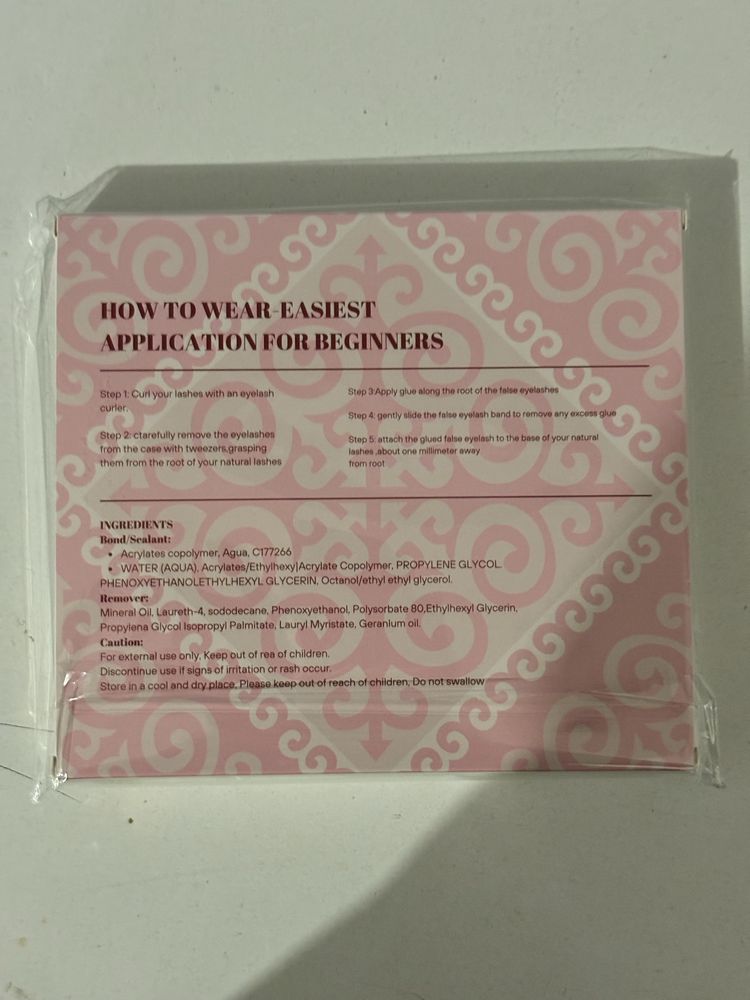 HOW TO WEAR-EASIEST
APPLICATION FOR BEGINNERS
Step 1: Curl your lashes with an eyelash
curler.
Step 2: ctarefully remove the eyelashes
from the case with tweezers,grasping
them from the root of your natural lashes
Step 3:Apply glue along the root of the false eyelashes
Step 4: gently slide the false eyelash band to remove any excess glue
Step 5: attach the glued false eyelash to the base of your natural
lashes ,about one millimeter away
from root
INGREDIENTS
Bond/Sealant:
• Acrylates copolymer, Agua, C177266
• WATER (AQUA), Acrylates/Ethylhexy|Acrylate Copolymer, PROPYLENE GLYCOL.
PHENOXYETHANOLETHYLHEXYL GLYCERIN, Octanol/ethyl ethyl glycerol.
Remover:
Mineral Oil, Laureth-4, sododecane, Phenoxyethanol, Polysorbate 80,Ethylhexyl Glycerin,
Propylena Glycol Isopropyl Palmitate, Lauryl Myristate, Geranlum oil.
Caution:
For external use only, Keep out of rea of children.
Discontinue use if signs of irritation or rash occur.
Store in a cool and dry place. Please keep out of reach of children, Do not swallow